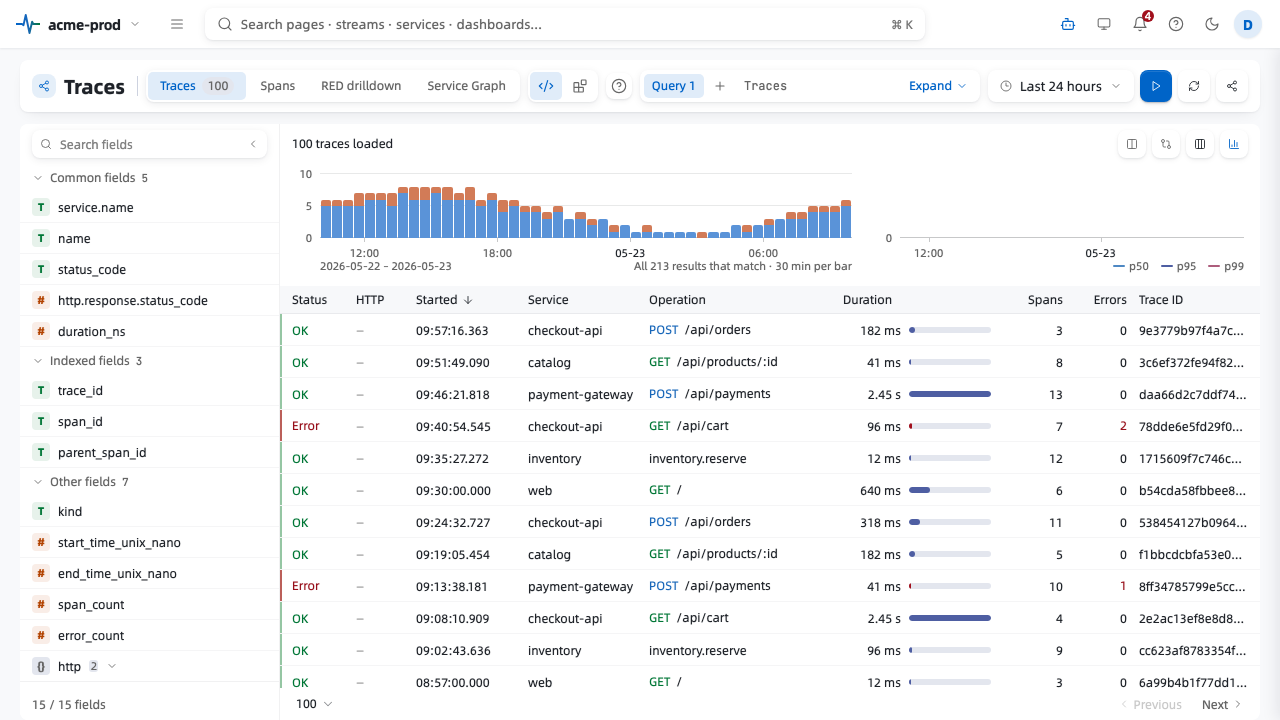 acme-prod
Search pages · streams · services · dashboards...
⌘ K
4
D
Traces
Traces 100
Spans
RED drilldown
Service Graph
Query 1
Traces
Expand
Last 24 hours
Search fields
Common fields 5
T service.name
T name
T status_code
# http.response.status_code
# duration_ns
Indexed fields 3
T trace_id
T span_id
T parent_span_id
Other fields 7
T kind
# start_time_unix_nano
# end_time_unix_nano
# span_count
# error_count
{} http 2
15 / 15 fields
100 traces loaded
10
5
0
12:00 18:00 05-23 06:00
2026-05-22 – 2026-05-23
All 213 results that match · 30 min per bar
0
12:00 05-23
p50 p95 p99
Status HTTP Started Service Operation Duration Spans Errors Trace ID
OK – 09:57:16.363 checkout-api POST /api/orders 182 ms 3 0 9e3779b97f4a7c...
OK – 09:51:49.090 catalog GET /api/products/:id 41 ms 8 0 3c6ef372fe94f82...
OK – 09:46:21.818 payment-gateway POST /api/payments 2.45 s 13 0 daa66d2c7ddf74...
Error – 09:40:54.545 checkout-api GET /api/cart 96 ms 7 2 78dde6e5fd29f0...
OK – 09:35:27.272 inventory inventory.reserve 12 ms 12 0 1715609f7c746c...
OK – 09:30:00.000 web GET / 640 ms 6 0 b54cda58fbbee8...
OK – 09:24:32.727 checkout-api POST /api/orders 318 ms 11 0 538454127b0964...
OK – 09:19:05.454 catalog GET /api/products/:id 182 ms 5 0 f1bbcdcbfa53e0...
Error – 09:13:38.181 payment-gateway POST /api/payments 41 ms 10 1 8ff34785799e5cc...
OK – 09:08:10.909 checkout-api GET /api/cart 2.45 s 4 0 2e2ac13ef8e8d8...
OK – 09:02:43.636 inventory inventory.reserve 96 ms 9 0 cc623af8783354f...
OK – 08:57:00.000 web GET / 12 ms 3 0 6a99b4b1f77dd1...
100
Previous
Next